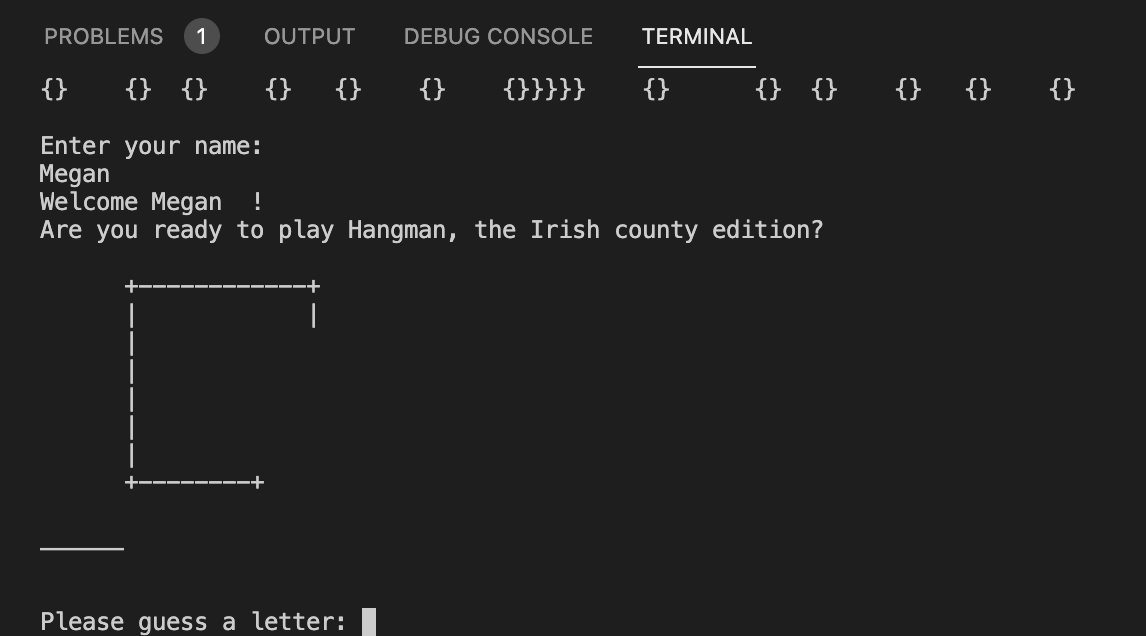 PROBLEMS 1 OUTPUT DEBUG CONSOLE TERMINAL
{}    {}  {}    {}   {}    {}    {}}}}}    {}      {}  {}    {}   {}    {}
Enter your name:
Megan
Welcome Megan  !
Are you ready to play Hangman, the Irish county edition?
      +------------+
      |            |
      |
      |
      |
      |
      |
      +--------+
______
Please guess a letter: